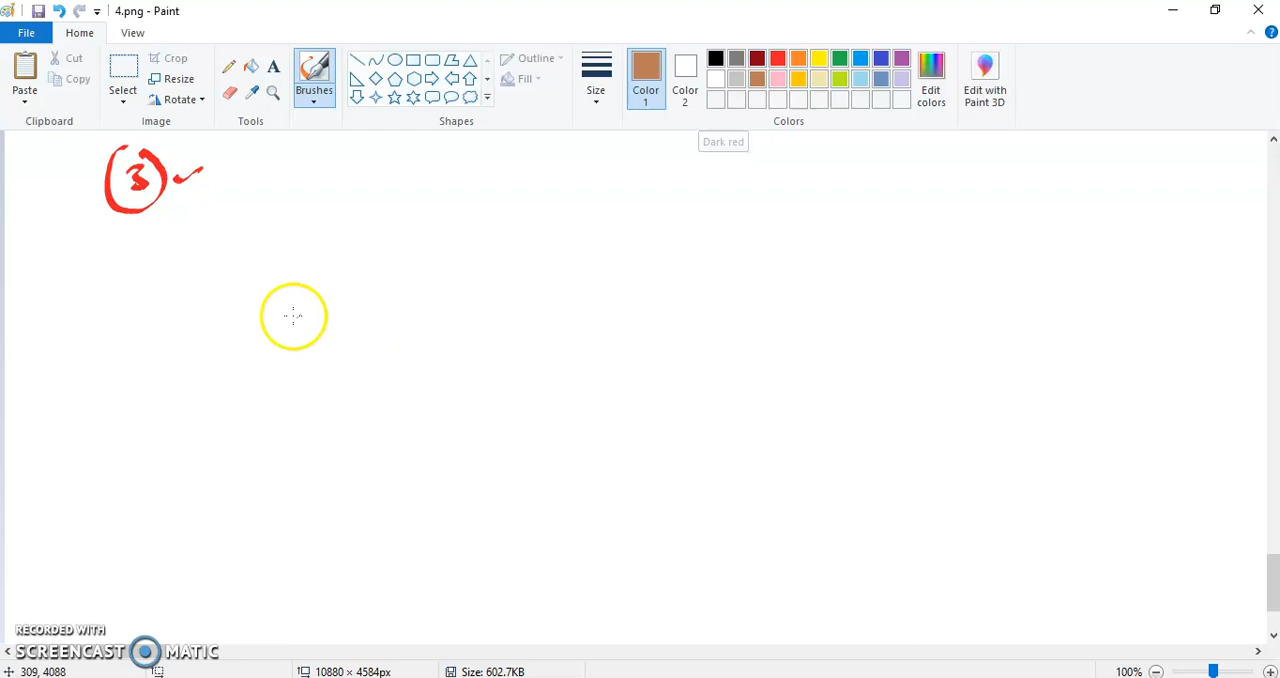 4.png - Paint
File Home View
Paste Cut Copy Select Crop Resize Rotate Brushes Outline Fill Size Color 1 Color 2 Edit colors Edit with Paint 3D
Clipboard Image Tools Shapes Colors
Dark red
3
RECORDED WITH
SCREENCAST MATIC
309, 4088 10880 × 4584px Size: 602.7KB 100%